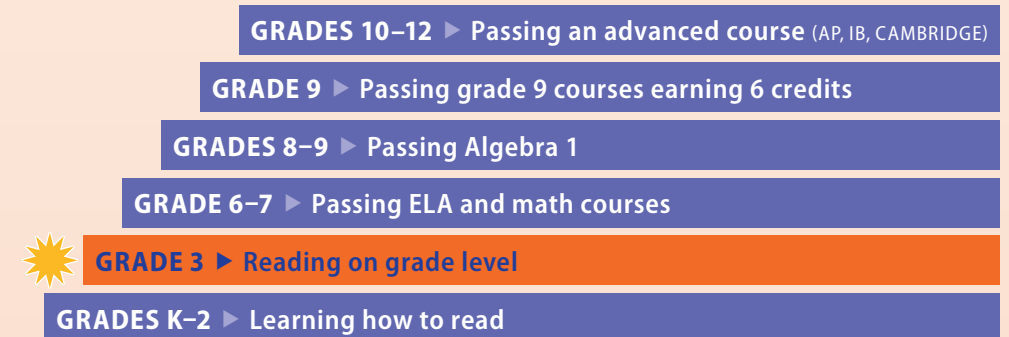 GRADES 10–12 ▶ Passing an advanced course (AP, IB, CAMBRIDGE)
GRADE 9 ▶ Passing grade 9 courses earning 6 credits
GRADES 8–9 ▶ Passing Algebra 1
GRADE 6–7 ▶ Passing ELA and math courses
GRADE 3 ▶ Reading on grade level
GRADES K–2 ▶ Learning how to read